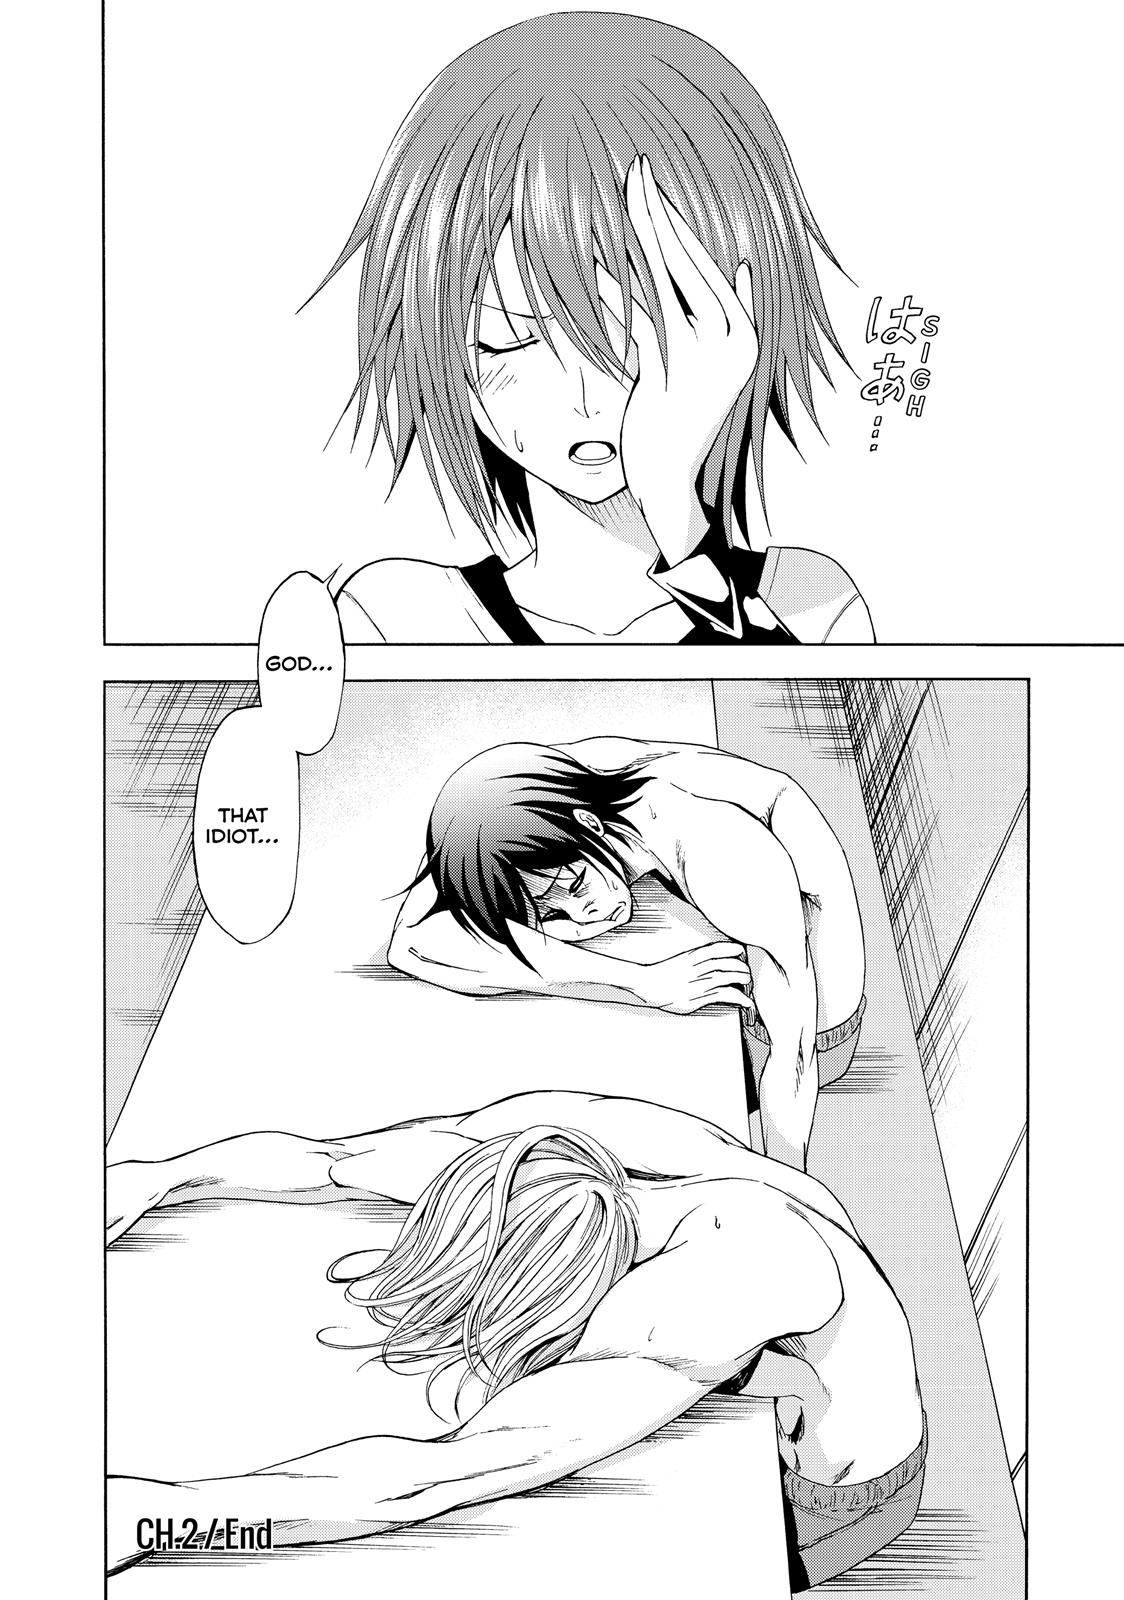 はあ…
SIGH
GOD...
THAT
IDIOT...
CH.2/End